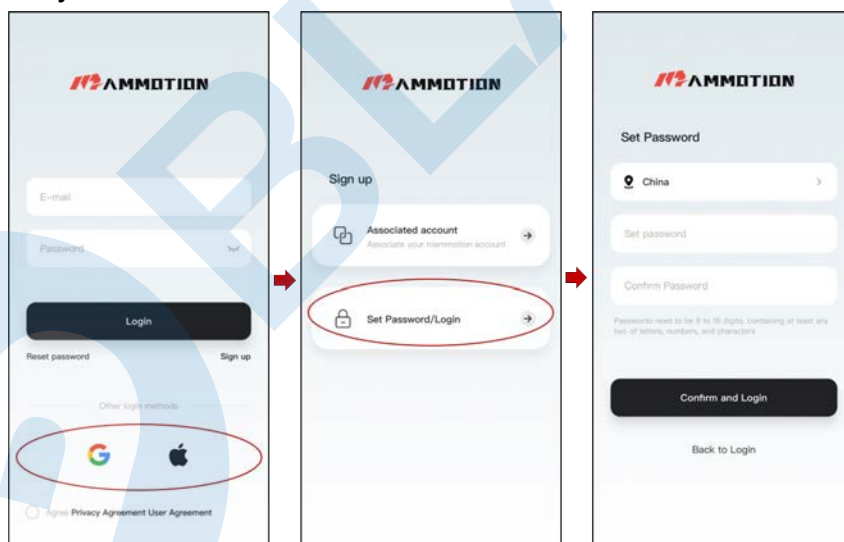 MAMMOTION
E-mail
Password
Login
Reset password
Sign up
Other login methods
Agree Privacy Agreement User Agreement
MAMMOTION
Sign up
Associated account
Associate your mammotion account
Set Password/Login
MAMMOTION
Set Password
China
Set password
Confirm Password
Passwords need to be 8 to 16 digits, containing at least any
two of letters, numbers, and characters
Confirm and Login
Back to Login